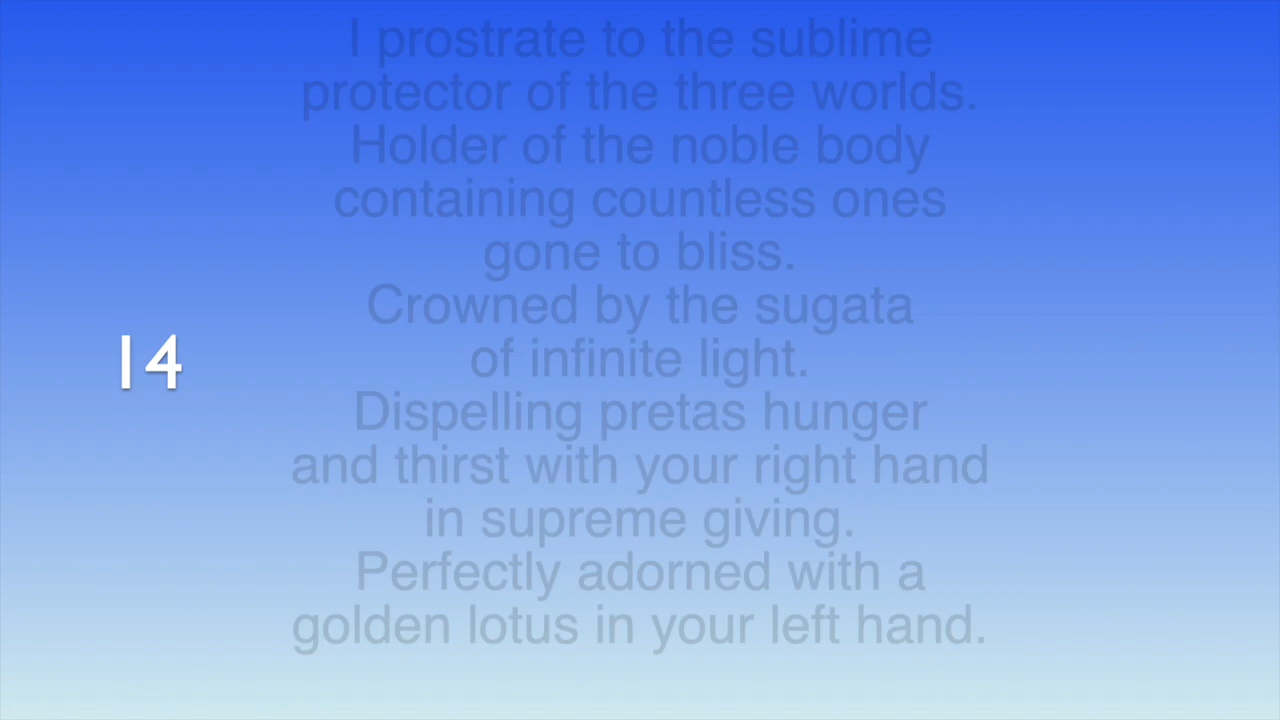 I prostrate to the sublime
protector of the three worlds.
Holder of the noble body
containing countless ones
gone to bliss.
Crowned by the sugata
of infinite light.
14
Dispelling pretas hunger
and thirst with your right hand
in supreme giving.
Perfectly adorned with a
golden lotus in your left hand.